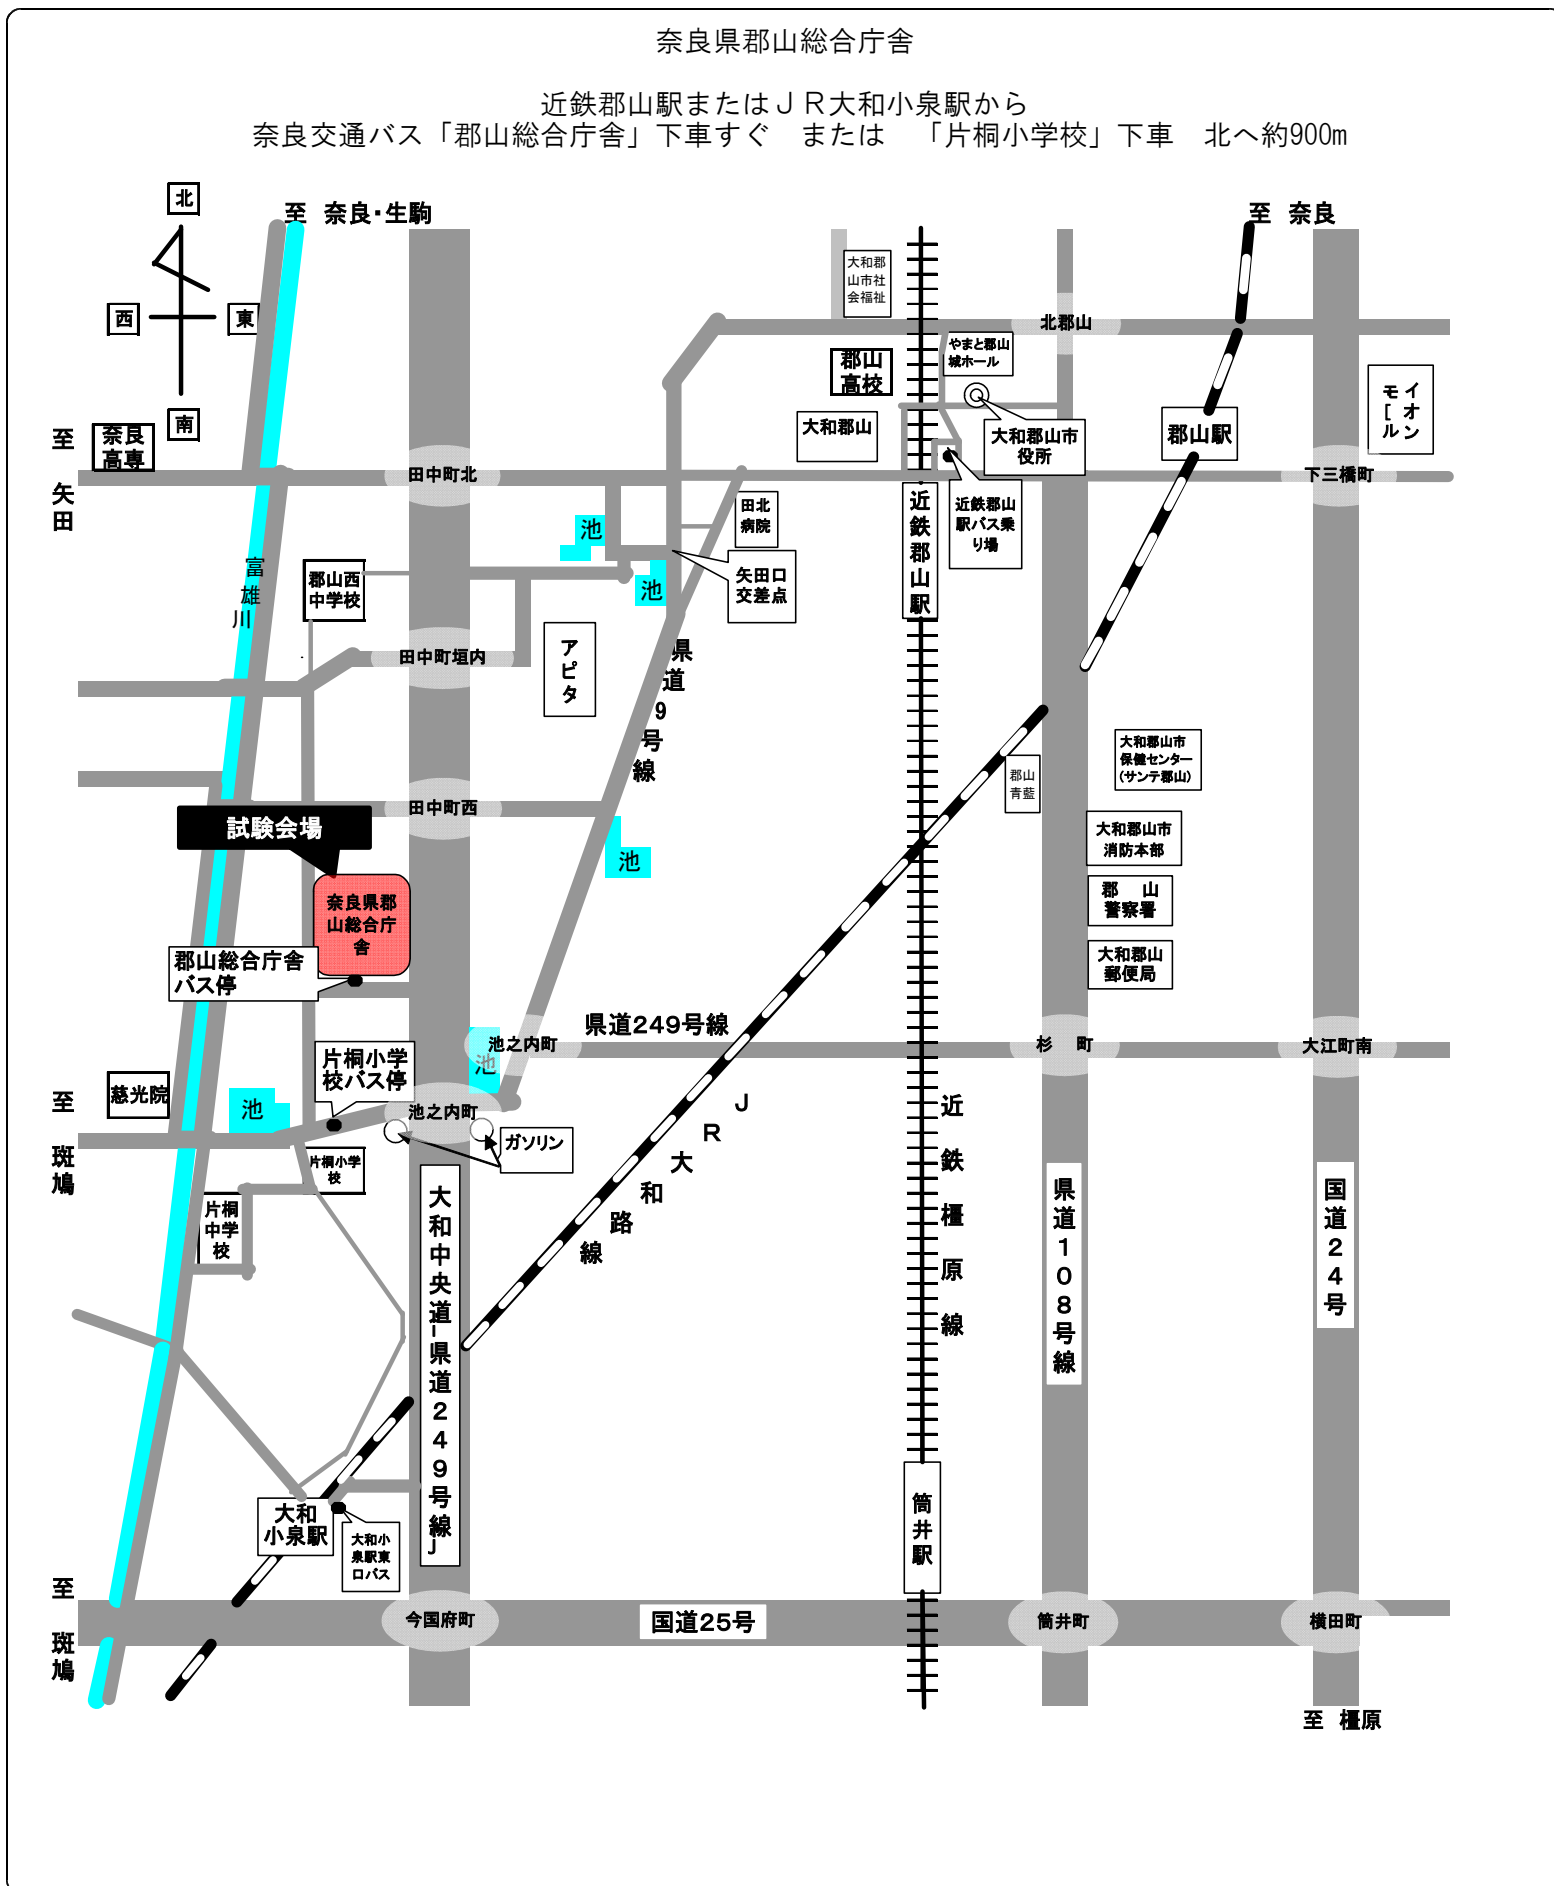 奈良県郡山総合庁舎
近鉄郡山駅またはＪＲ大和小泉駅から
奈良交通バス「郡山総合庁舎」下車すぐ　または　「片桐小学校」下車　北へ約900m
北
西
東
南
至　奈良・生駒
至　奈良
大和郡
山市社
会福祉
北郡山
やまと郡山
城ホール
郡山
高校
大和郡山
大和郡山市
役所
郡山駅
イオン
モール
至　矢田
奈良
高専
田中町北
下三橋町
近鉄郡山駅
近鉄郡山
駅バス乗
り場
田北
病院
池
矢田口
交差点
池
富雄川
郡山西
中学校
田中町垣内
アピタ
県道9号線
大和郡山市
保健センター
(サンテ郡山)
郡山
青藍
田中町西
試験会場
池
大和郡山市
消防本部
奈良県郡
山総合庁
舎
郡　山
警察署
郡山総合庁舎
バス停
大和郡山
郵便局
県道249号線
池之内町
池
杉　町
大江町南
片桐小学
校バス停
慈光院
池
池之内町
至　斑鳩
ガソリン
片桐小学
校
片桐
中学
校
JR大和路線
近鉄橿原線
大和中央道(県道249号線)
県道108号線
国道24号
大和
小泉駅
大和小
泉駅東
口バス
筒井駅
至　斑鳩
今国府町
国道25号
筒井町
横田町
至　橿原